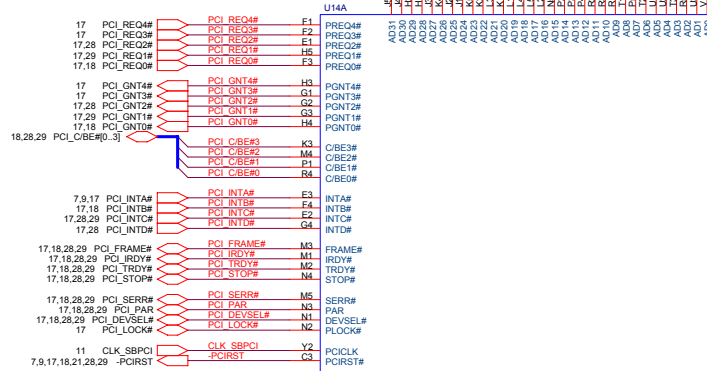 U14A
17 PCI_REQ4# PCI_REQ4# F1 PREQ4#
17 PCI_REQ3# PCI_REQ3# F2 PREQ3#
17,28 PCI_REQ2# PCI_REQ2# E1 PREQ2#
17,29 PCI_REQ1# PCI_REQ1# H5 PREQ1#
17,18 PCI_REQ0# PCI_REQ0# F3 PREQ0#
AD31 AD30 AD29 AD28 AD27 AD26 AD25 AD24 AD23 AD22 AD21 AD20 AD19 AD18 AD17 AD16 AD15 AD14 AD13 AD12 AD11 AD10 AD9 AD8 AD7 AD6 AD5 AD4 AD3 AD2 AD1 AD0
17 PCI_GNT4# PCI_GNT4# H3 PGNT4#
17 PCI_GNT3# PCI_GNT3# G1 PGNT3#
17,28 PCI_GNT2# PCI_GNT2# G2 PGNT2#
17,29 PCI_GNT1# PCI_GNT1# G3 PGNT1#
17,18 PCI_GNT0# PCI_GNT0# H4 PGNT0#
18,28,29 PCI_C/BE#[0..3]
PCI_C/BE#3 K3 C/BE3#
PCI_C/BE#2 M4 C/BE2#
PCI_C/BE#1 P1 C/BE1#
PCI_C/BE#0 R4 C/BE0#
7,9,17 PCI_INTA# PCI_INTA# E3 INTA#
17,18 PCI_INTB# PCI_INTB# F4 INTB#
17,28,29 PCI_INTC# PCI_INTC# E2 INTC#
17,28 PCI_INTD# PCI_INTD# G4 INTD#
17,18,28,29 PCI_FRAME# PCI_FRAME# M3 FRAME#
17,18,28,29 PCI_IRDY# PCI_IRDY# M1 IRDY#
17,18,28,29 PCI_TRDY# PCI_TRDY# M2 TRDY#
17,18,28,29 PCI_STOP# PCI_STOP# N4 STOP#
17,18,28,29 PCI_SERR# PCI_SERR# M5 SERR#
17,18,28,29 PCI_PAR PCI_PAR N3 PAR
17,18,28,29 PCI_DEVSEL# PCI_DEVSEL# N1 DEVSEL#
17 PCI_LOCK# PCI_LOCK# N2 PLOCK#
11 CLK_SBPCI CLK_SBPCI Y2 PCICLK
7,9,17,18,21,28,29 -PCIRST -PCIRST C3 PCIRST#